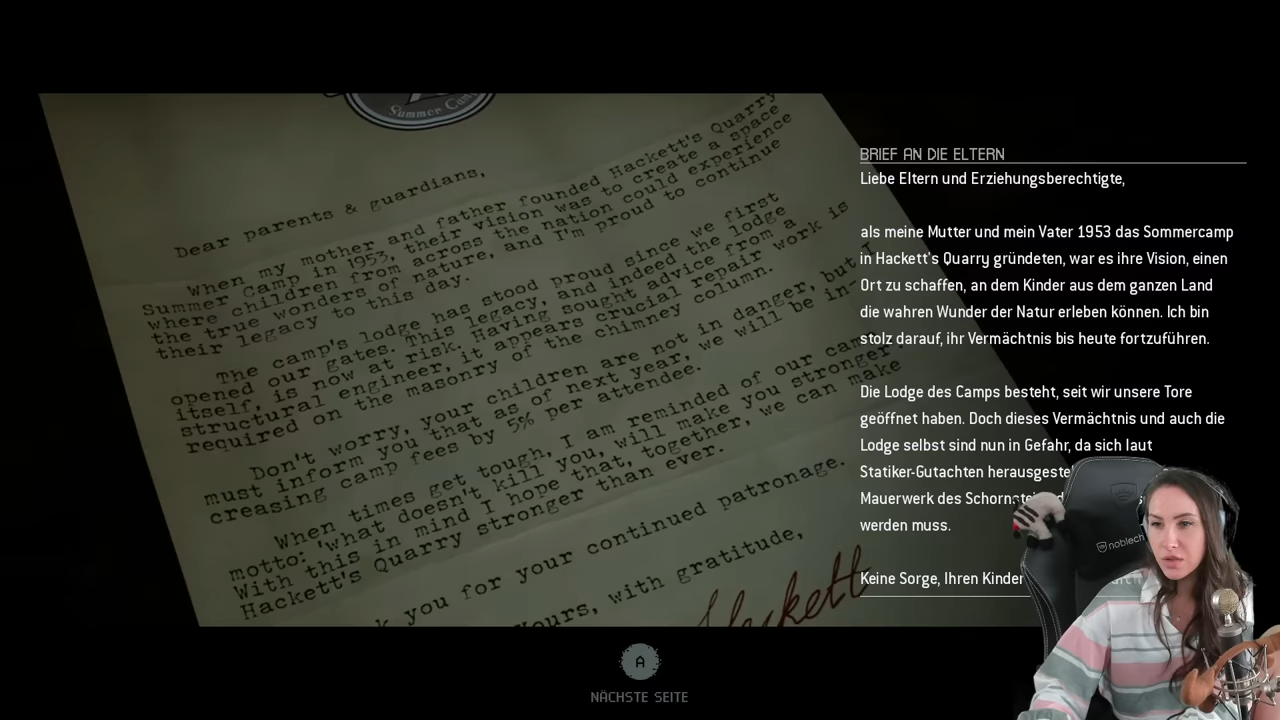 Summer Camp
Dear parents & guardians,
When my mother and father founded Hackett's Quarry
Summer Camp in 1953, their vision was to create a space
where children from across the nation could experience
the true wonders of nature, and I'm proud to continue
their legacy to this day.
The camp's lodge has stood proud since we first
opened our gates. This legacy, and indeed the lodge
itself, is now at risk. Having sought advice from a
structural engineer, it appears crucial repair work is
required on the masonry of the chimney column.
Don't worry, your children are not in danger, but I
must inform you that as of next year, we will be in-
creasing camp fees by 5% per attendee.
When times get tough, I am reminded of our camp
motto: 'what doesn't kill you, will make you stronger.'
With this in mind I hope that, together, we can make
Hackett's Quarry stronger than ever.
you for your continued patronage.
Yours, with gratitude,
Hackett
BRIEF AN DIE ELTERN
Liebe Eltern und Erziehungsberechtigte,
als meine Mutter und mein Vater 1953 das Sommercamp
in Hackett's Quarry gründeten, war es ihre Vision, einen
Ort zu schaffen, an dem Kinder aus dem ganzen Land
die wahren Wunder der Natur erleben können. Ich bin
stolz darauf, ihr Vermächtnis bis heute fortzuführen.
Die Lodge des Camps besteht, seit wir unsere Tore
geöffnet haben. Doch dieses Vermächtnis und auch die
Lodge selbst sind nun in Gefahr, da sich laut
Statiker-Gutachten
Mauerwerk des
werden muss.
Keine Sorge, Ihren Kinder
noblech
A
NÄCHSTE SEITE